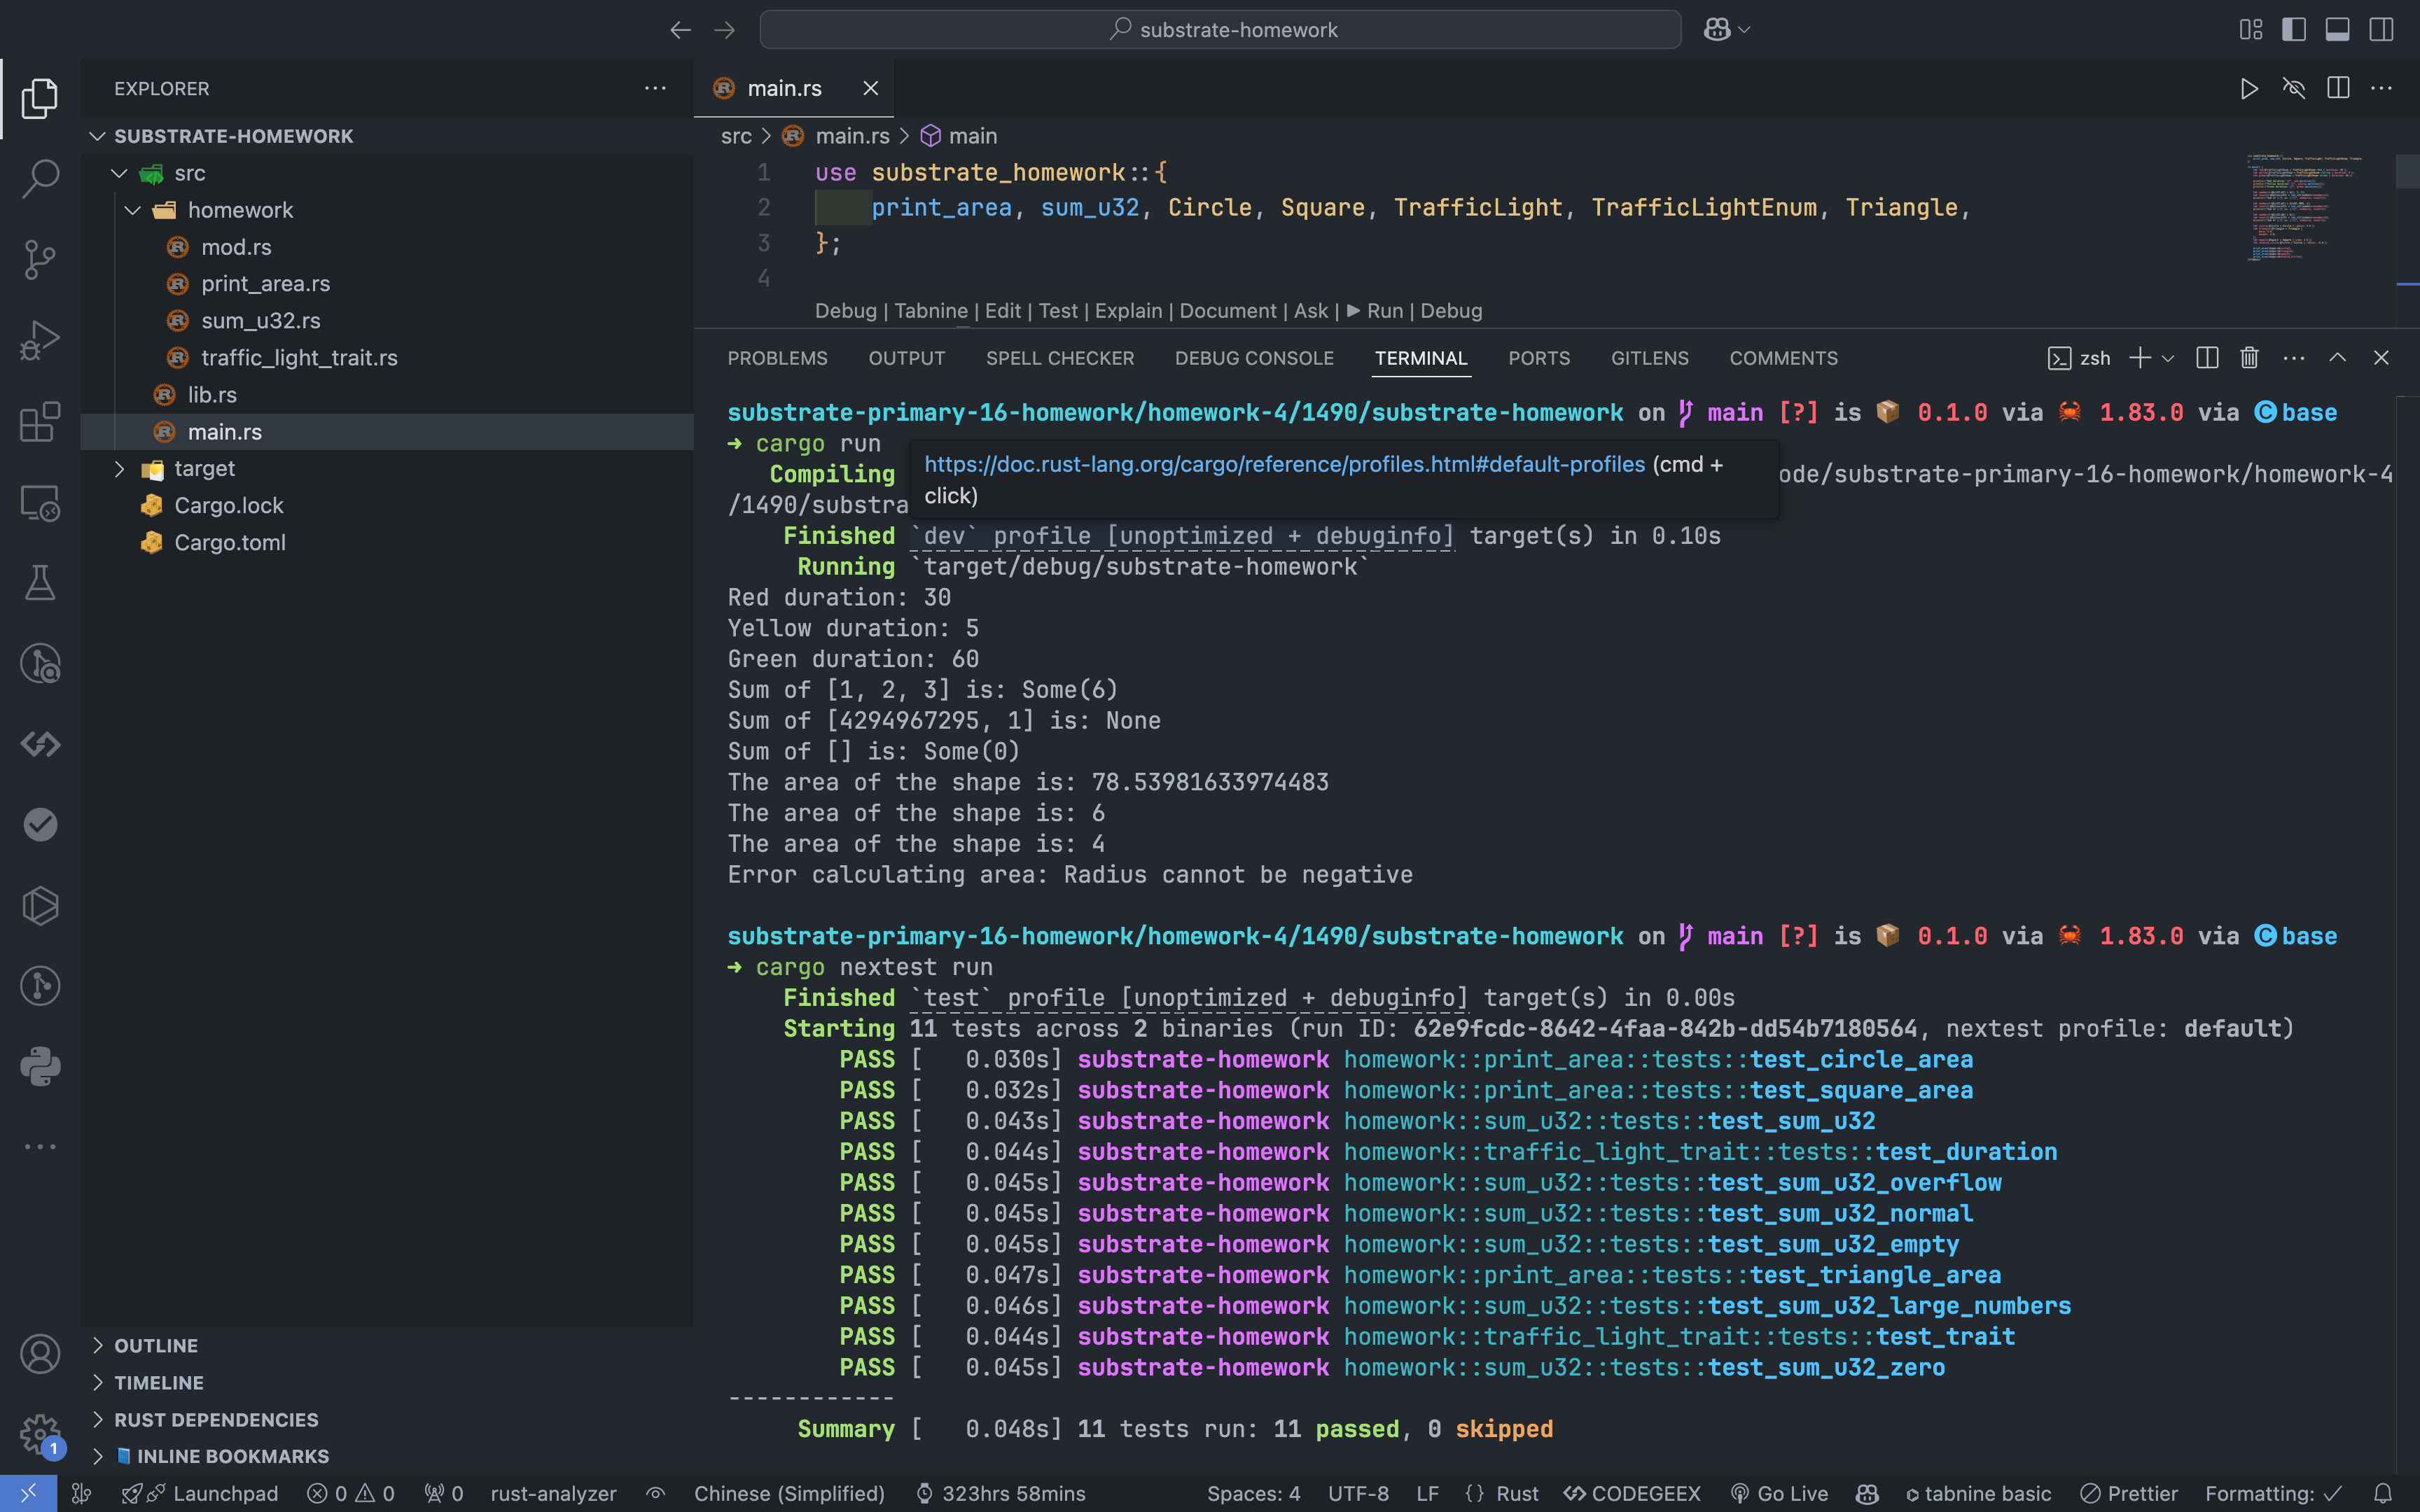 substrate-homework
EXPLORER
SUBSTRATE-HOMEWORK
src
homework
mod.rs
print_area.rs
sum_u32.rs
traffic_light_trait.rs
lib.rs
main.rs
target
Cargo.lock
Cargo.toml
OUTLINE
TIMELINE
RUST DEPENDENCIES
INLINE BOOKMARKS
main.rs
src > main.rs > main
1 use substrate_homework::{
2 print_area, sum_u32, Circle, Square, TrafficLight, TrafficLightEnum, Triangle,
3 };
4
Debug | Tabnine | Edit | Test | Explain | Document | Ask | ▶ Run | Debug
PROBLEMS OUTPUT SPELL CHECKER DEBUG CONSOLE TERMINAL PORTS GITLENS COMMENTS zsh
substrate-primary-16-homework/homework-4/1490/substrate-homework on main [?] is 📦 0.1.0 via 🦀 1.83.0 via C base
➜ cargo run
Compiling ode/substrate-primary-16-homework/homework-4
https://doc.rust-lang.org/cargo/reference/profiles.html#default-profiles (cmd +
click)
/1490/substra
Finished `dev` profile [unoptimized + debuginfo] target(s) in 0.10s
Running `target/debug/substrate-homework`
Red duration: 30
Yellow duration: 5
Green duration: 60
Sum of [1, 2, 3] is: Some(6)
Sum of [4294967295, 1] is: None
Sum of [] is: Some(0)
The area of the shape is: 78.53981633974483
The area of the shape is: 6
The area of the shape is: 4
Error calculating area: Radius cannot be negative
substrate-primary-16-homework/homework-4/1490/substrate-homework on main [?] is 📦 0.1.0 via 🦀 1.83.0 via C base
➜ cargo nextest run
Finished `test` profile [unoptimized + debuginfo] target(s) in 0.00s
Starting 11 tests across 2 binaries (run ID: 62e9fcdc-8642-4faa-842b-dd54b7180564, nextest profile: default)
PASS [ 0.030s] substrate-homework homework::print_area::tests::test_circle_area
PASS [ 0.032s] substrate-homework homework::print_area::tests::test_square_area
PASS [ 0.043s] substrate-homework homework::sum_u32::tests::test_sum_u32
PASS [ 0.044s] substrate-homework homework::traffic_light_trait::tests::test_duration
PASS [ 0.045s] substrate-homework homework::sum_u32::tests::test_sum_u32_overflow
PASS [ 0.045s] substrate-homework homework::sum_u32::tests::test_sum_u32_normal
PASS [ 0.045s] substrate-homework homework::sum_u32::tests::test_sum_u32_empty
PASS [ 0.047s] substrate-homework homework::print_area::tests::test_triangle_area
PASS [ 0.046s] substrate-homework homework::sum_u32::tests::test_sum_u32_large_numbers
PASS [ 0.044s] substrate-homework homework::traffic_light_trait::tests::test_trait
PASS [ 0.045s] substrate-homework homework::sum_u32::tests::test_sum_u32_zero
------------
Summary [ 0.048s] 11 tests run: 11 passed, 0 skipped
1
Launchpad 0 0 0 rust-analyzer Chinese (Simplified) 323hrs 58mins Spaces: 4 UTF-8 LF {} Rust CODEGEEX Go Live tabnine basic Prettier Formatting: ✓